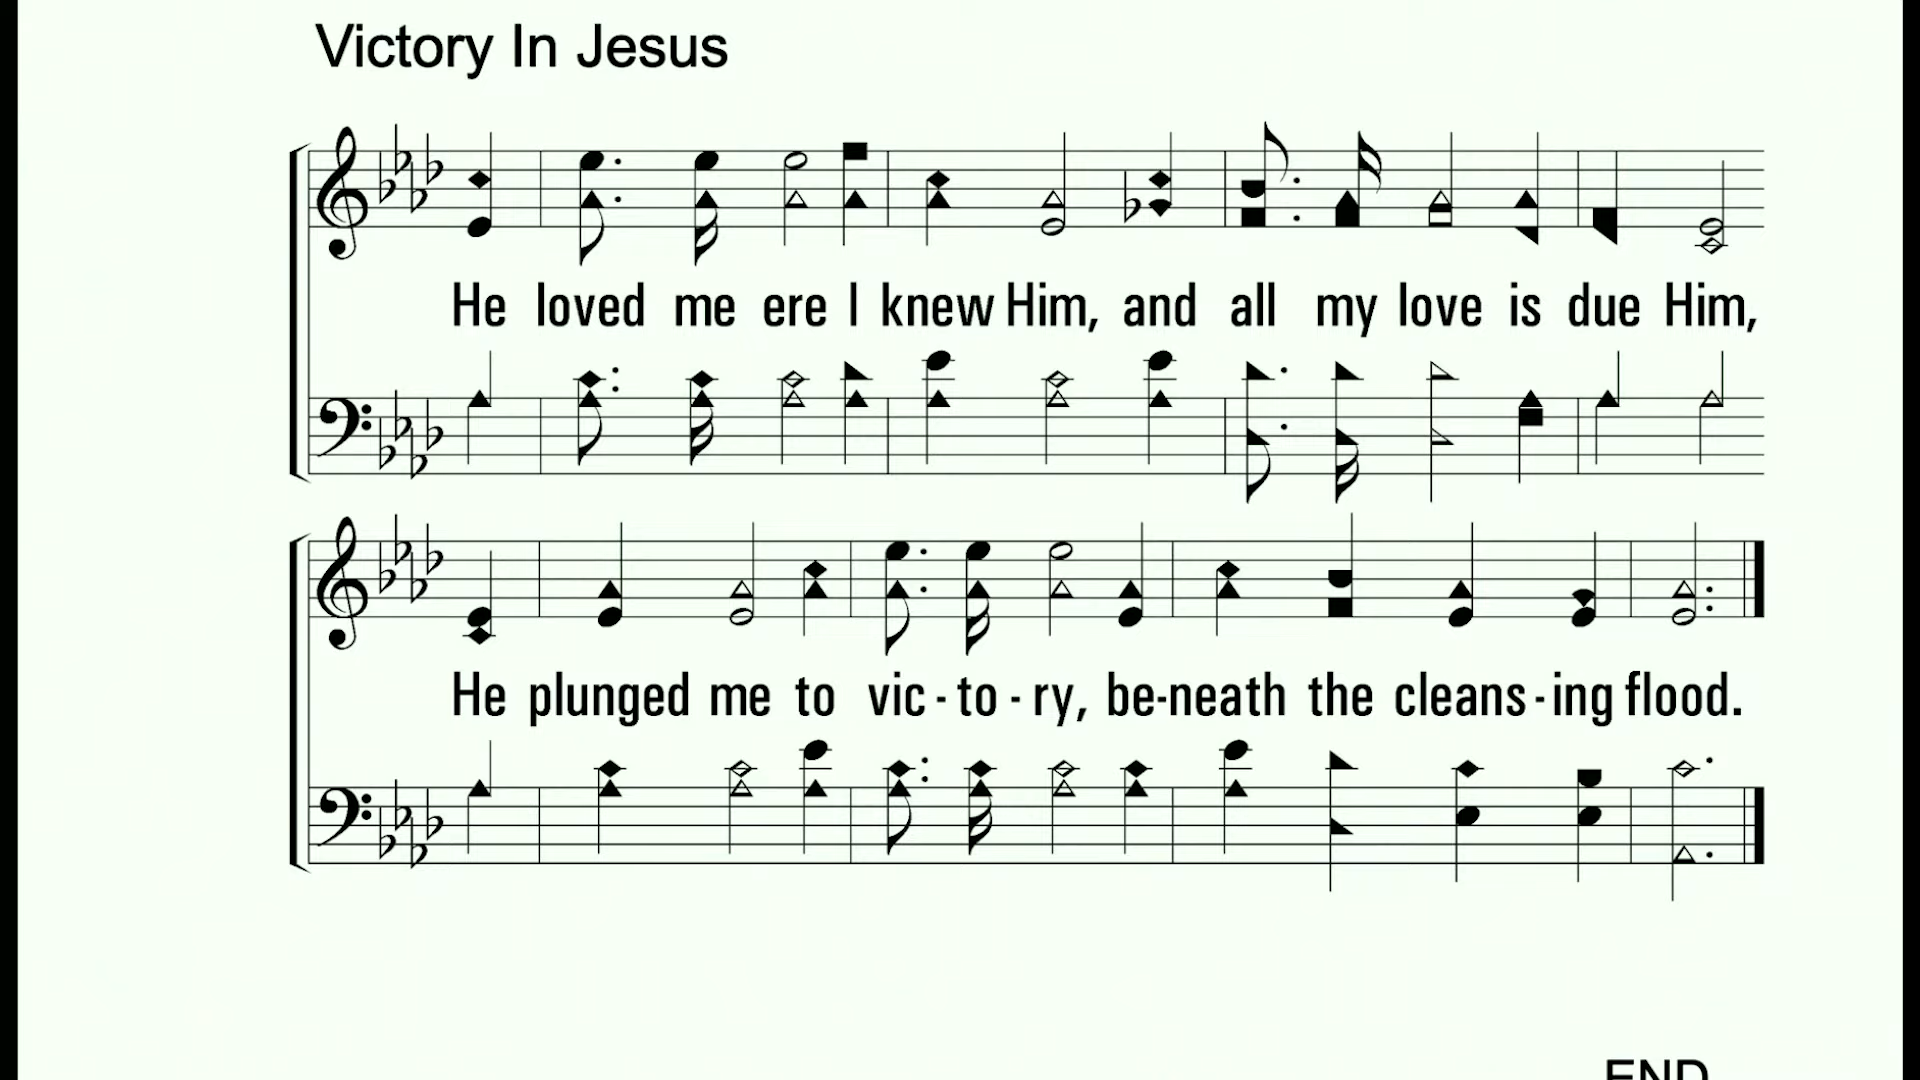 Victory In Jesus
He loved me ere I knew Him, and all my love is due Him,
He plunged me to vic - to - ry, be-neath the cleans - ing flood.
END